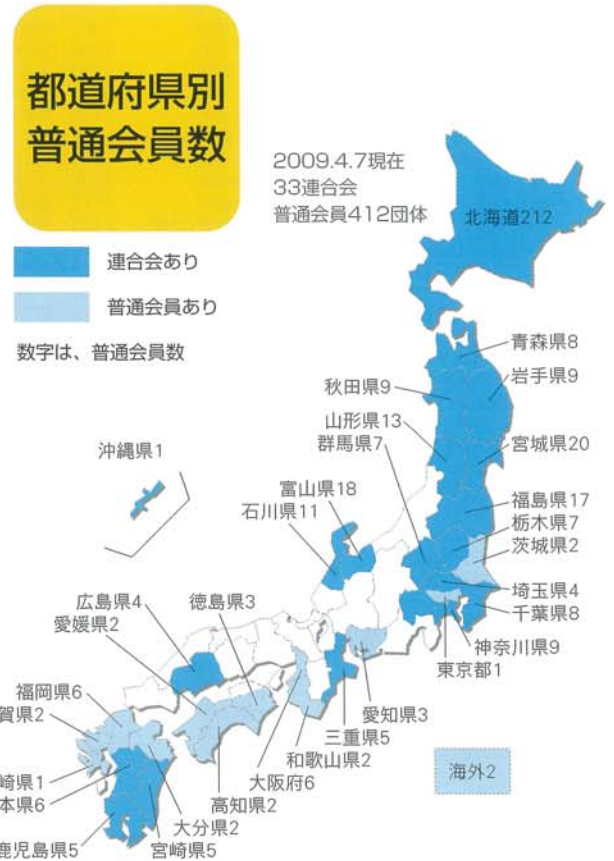 都道府県別
普通会員数
2009.4.7現在
33連合会
普通会員412団体
連合会あり
普通会員あり
数字は、普通会員数
北海道212
青森県8
岩手県9
秋田県9
山形県13
群馬県7
宮城県20
沖縄県1
富山県18
石川県11
福島県17
栃木県7
茨城県2
埼玉県4
千葉県8
神奈川県9
東京都1
広島県4
徳島県3
愛媛県2
愛知県3
三重県5
和歌山県2
大阪府6
福岡県6
賀県2
崎県1
本県6
高知県2
大分県2
鹿児島県5
宮崎県5
海外2